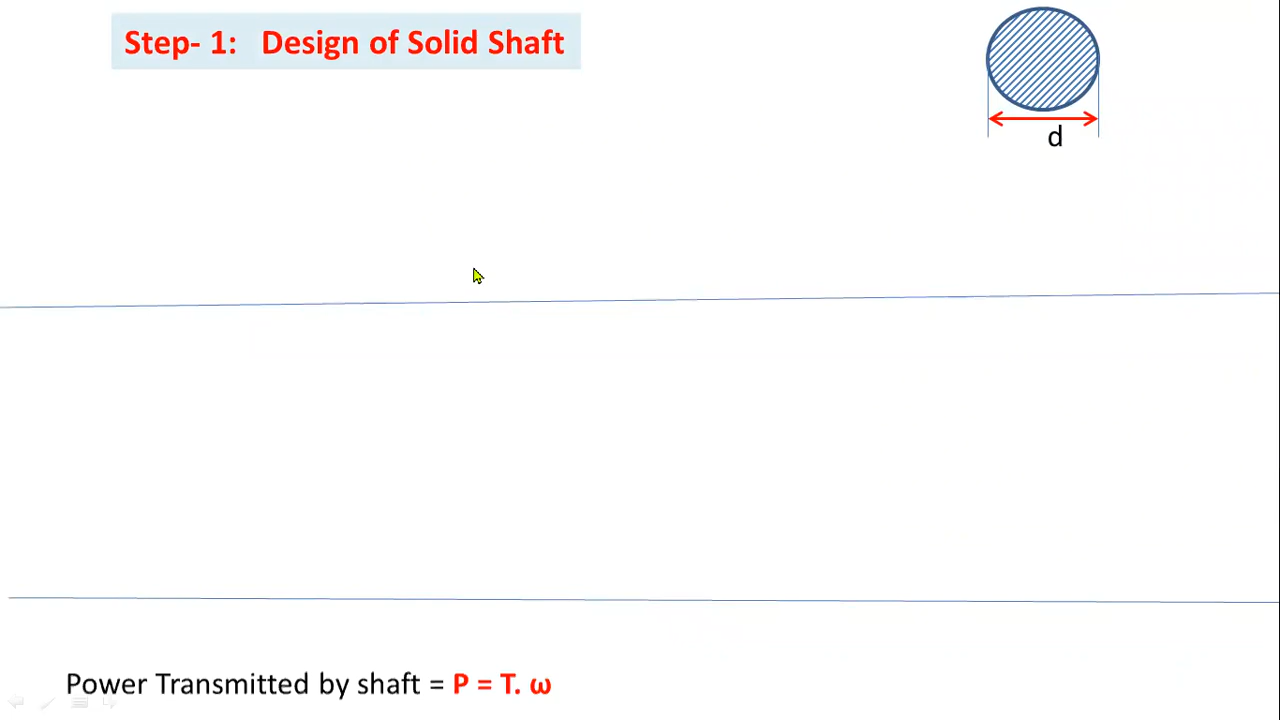 Step- 1: Design of Solid Shaft
d
Power Transmitted by shaft = P = T. ω